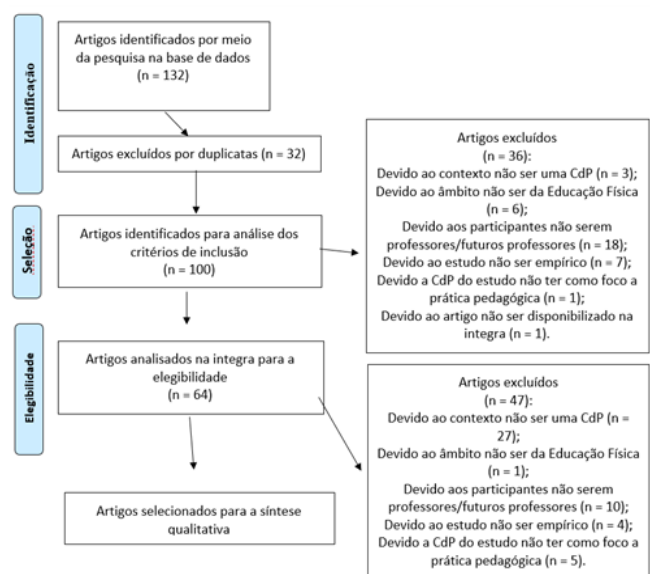 Identificação
Artigos identificados por meio
da pesquisa na base de dados
(n = 132)
Artigos excluídos por duplicatas (n = 32)
Seleção
Artigos identificados para análise dos
critérios de inclusão
(n = 100)
Artigos excluídos
(n = 36):
Devido ao contexto não ser uma CdP (n = 3);
Devido ao âmbito não ser da Educação Física
(n = 6);
Devido aos participantes não serem
professores/futuros professores (n = 18);
Devido ao estudo não ser empírico (n = 7);
Devido a CdP do estudo não ter como foco a
prática pedagógica (n = 1);
Devido ao artigo não ser disponibilizado na
integra (n = 1).
Elegibilidade
Artigos analisados na integra para a
elegibilidade
(n = 64)
Artigos excluídos
(n = 47):
Devido ao contexto não ser uma CdP (n =
27);
Devido ao âmbito não ser da Educação Física
(n = 1);
Devido aos participantes não serem
professores/futuros professores (n = 10);
Devido ao estudo não ser empírico (n = 4);
Devido a CdP do estudo não ter como foco a
prática pedagógica (n = 5).
Artigos selecionados para a síntese
qualitativa